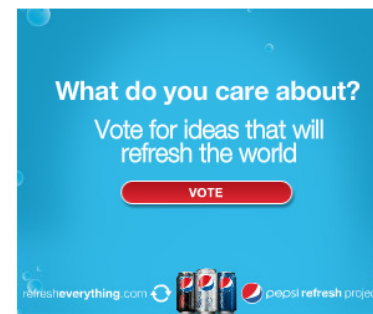 What do you care about?
Vote for ideas that will
refresh the world
VOTE
refresheverything.com
pepsi refresh projec